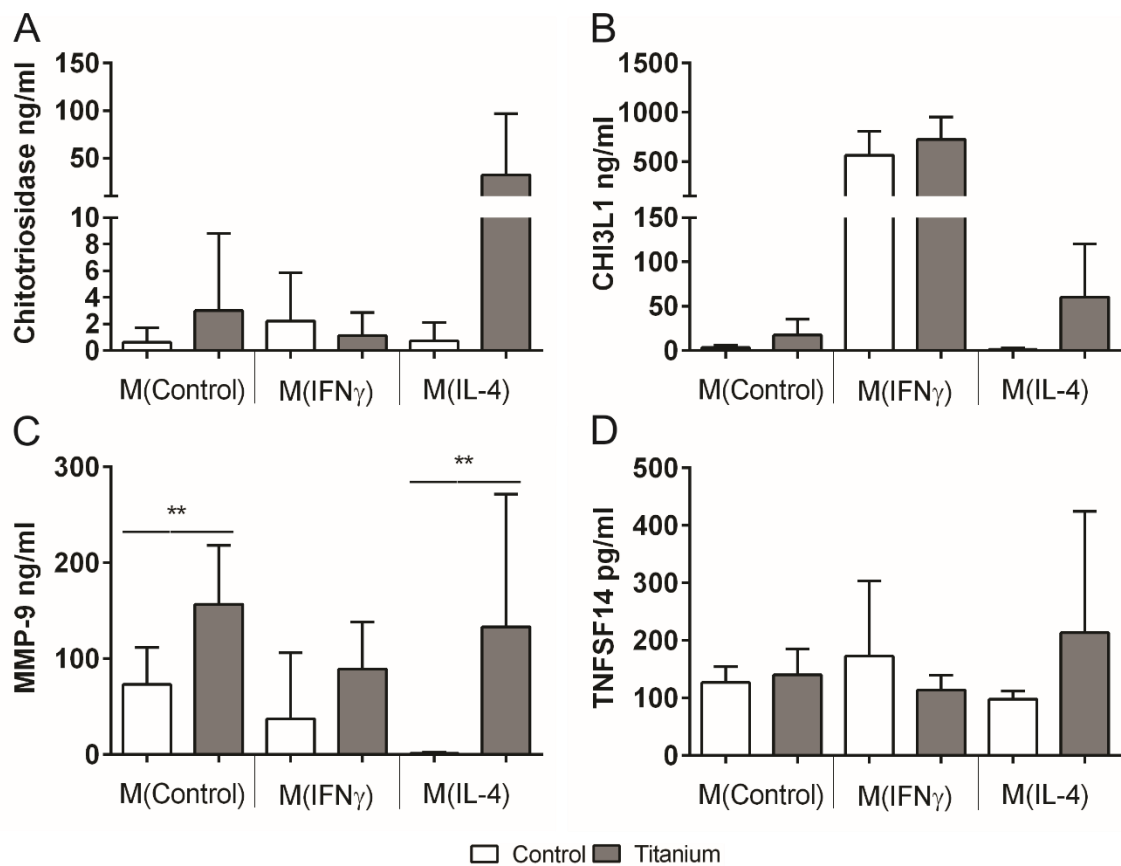 A
Chitotriosidase ng/ml
150
100
50
10
8
6
4
2
0
M(Control) M(IFNγ) M(IL-4)
B
CHI3L1 ng/ml
1500
1000
500
150
100
50
0
M(Control) M(IFNγ) M(IL-4)
C
MMP-9 ng/ml
300
200
100
0
**
**
M(Control) M(IFNγ) M(IL-4)
D
TNFSF14 pg/ml
500
400
300
200
100
0
M(Control) M(IFNγ) M(IL-4)
Control Titanium